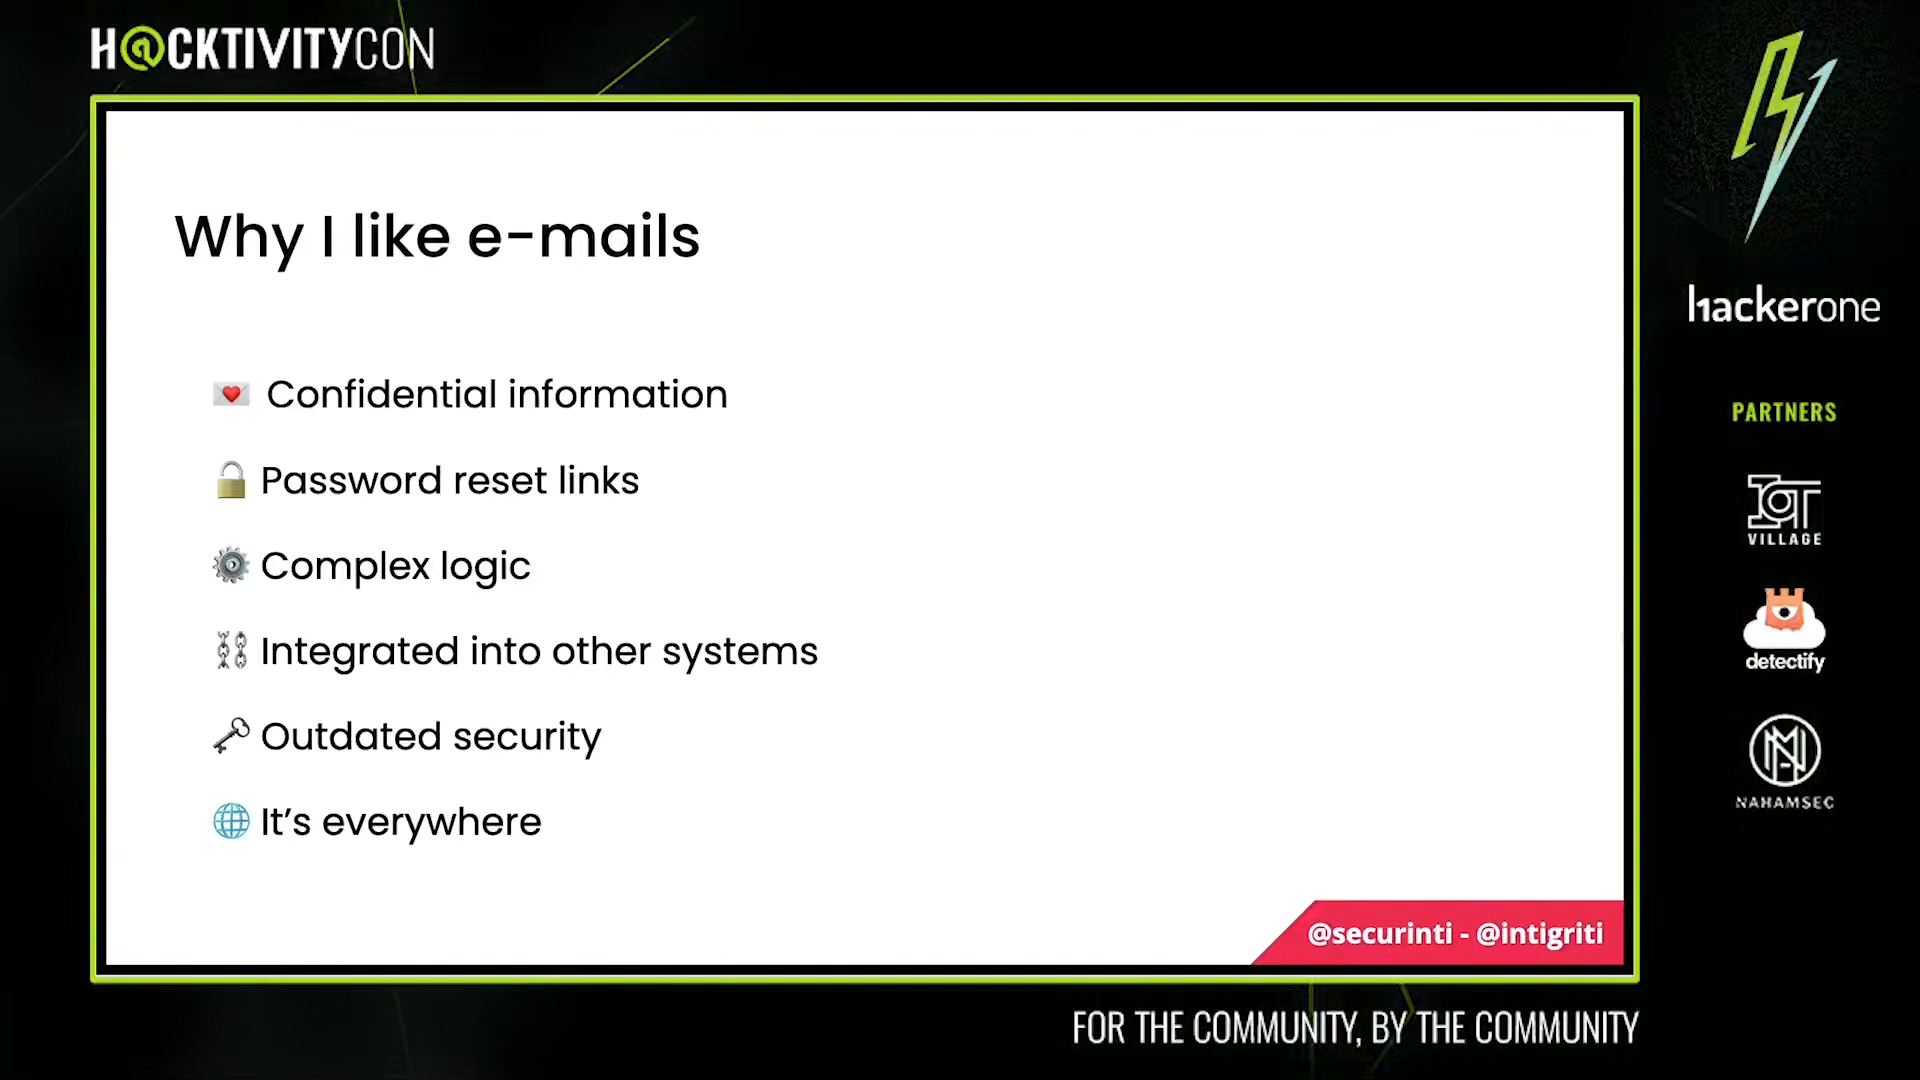 H@CKTIVITYCON
Why I like e-mails
💌 Confidential information
🔓 Password reset links
⚙️ Complex logic
⛓️ Integrated into other systems
🗝️ Outdated security
🌐 It’s everywhere
@securinti - @intigriti
hackerone
PARTNERS
IOT
VILLAGE
detectify
NAHAMSEC
FOR THE COMMUNITY, BY THE COMMUNITY